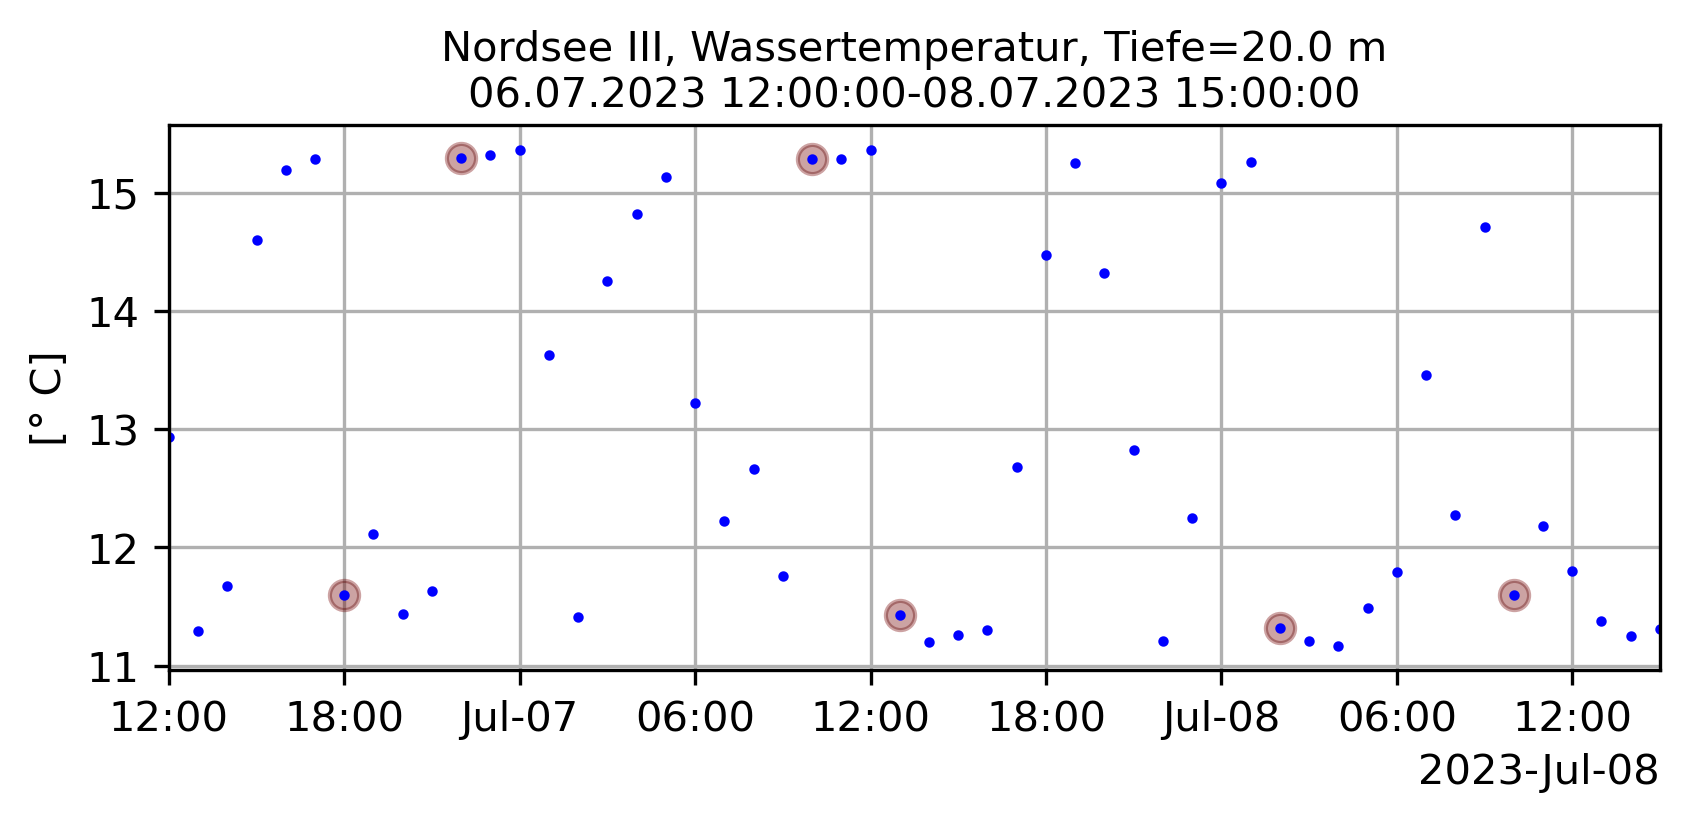 Nordsee III, Wassertemperatur, Tiefe=20.0 m
06.07.2023 12:00:00-08.07.2023 15:00:00
[° C]
15
14
13
12
11
12:00 18:00 Jul-07 06:00 12:00 18:00 Jul-08 06:00 12:00
2023-Jul-08